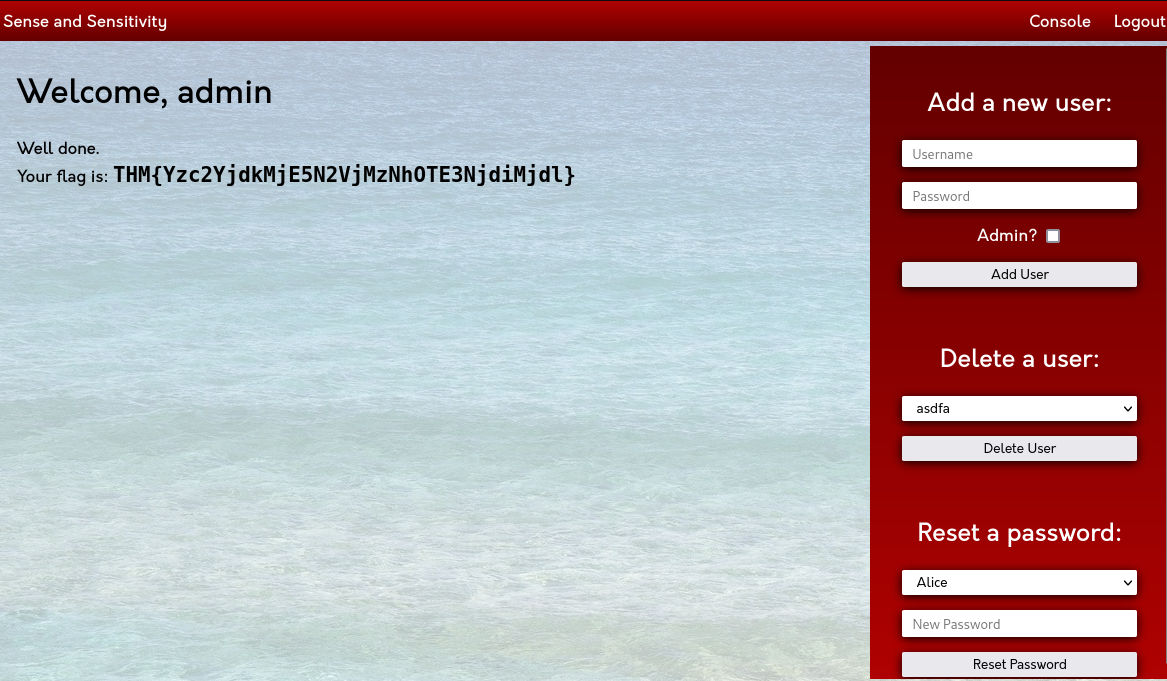 Sense and Sensitivity
Console Logout
Welcome, admin
Well done.
Your flag is: THM{Yzc2YjdkMjE5N2VjMzNhOTE3NjdiMjdl}
Add a new user:
Username
Password
Admin?
Add User
Delete a user:
asdfa
Delete User
Reset a password:
Alice
New Password
Reset Password